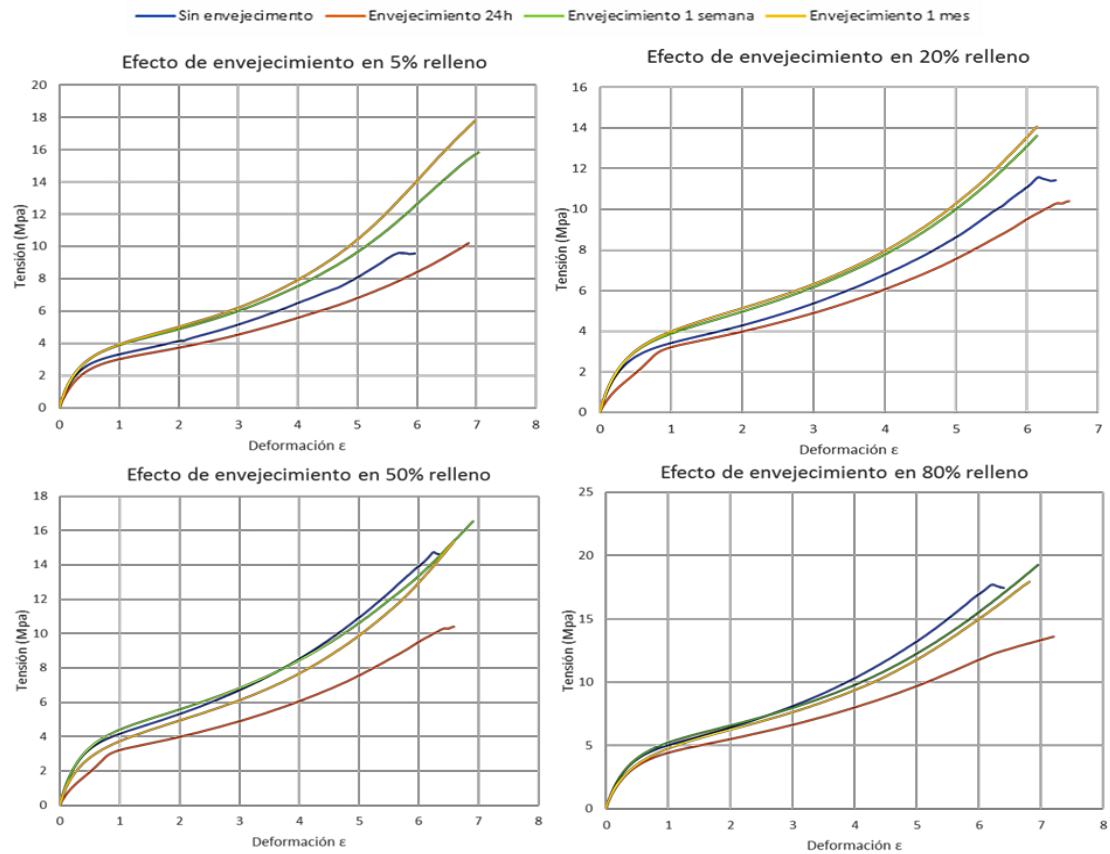 Sin envejecimento Envejecimiento 24h Envejecimiento 1 semana Envejecimiento 1 mes
Efecto de envejecimiento en 5% relleno
20
18
16
14
12
10
8
6
4
2
0
Tensión (Mpa)
0 1 2 3 4 5 6 7 8
Deformación ε
Efecto de envejecimiento en 20% relleno
16
14
12
10
8
6
4
2
0
Tensión (Mpa)
0 1 2 3 4 5 6 7
Deformación ε
Efecto de envejecimiento en 50% relleno
18
16
14
12
10
8
6
4
2
0
Tensión (Mpa)
0 1 2 3 4 5 6 7 8
Deformación ε
Efecto de envejecimiento en 80% relleno
25
20
15
10
5
0
Tensión (Mpa)
0 1 2 3 4 5 6 7 8
Deformación ε